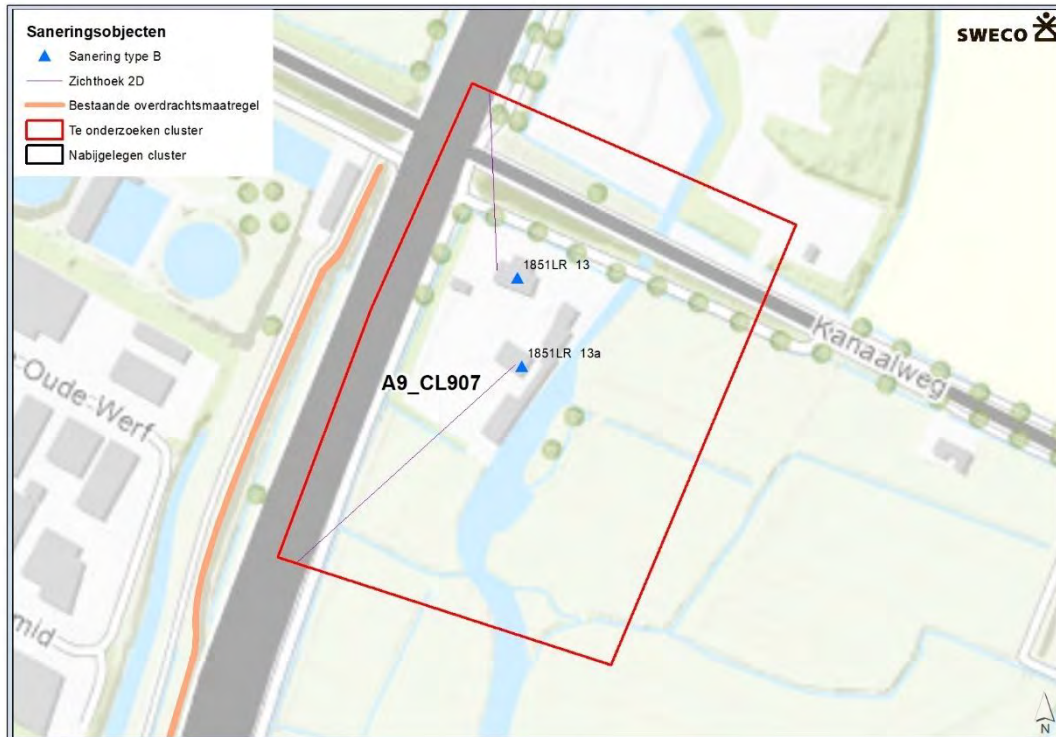 Saneringsobjecten
Sanering type B
Zichthoek 2D
Bestaande overdrachtsmaatregel
Te onderzoeken cluster
Nabijgelegen cluster
SWECO
1851LR 13
1851LR 13a
A9_CL907
Kanaalweg
-Oude-Werf
mid
N